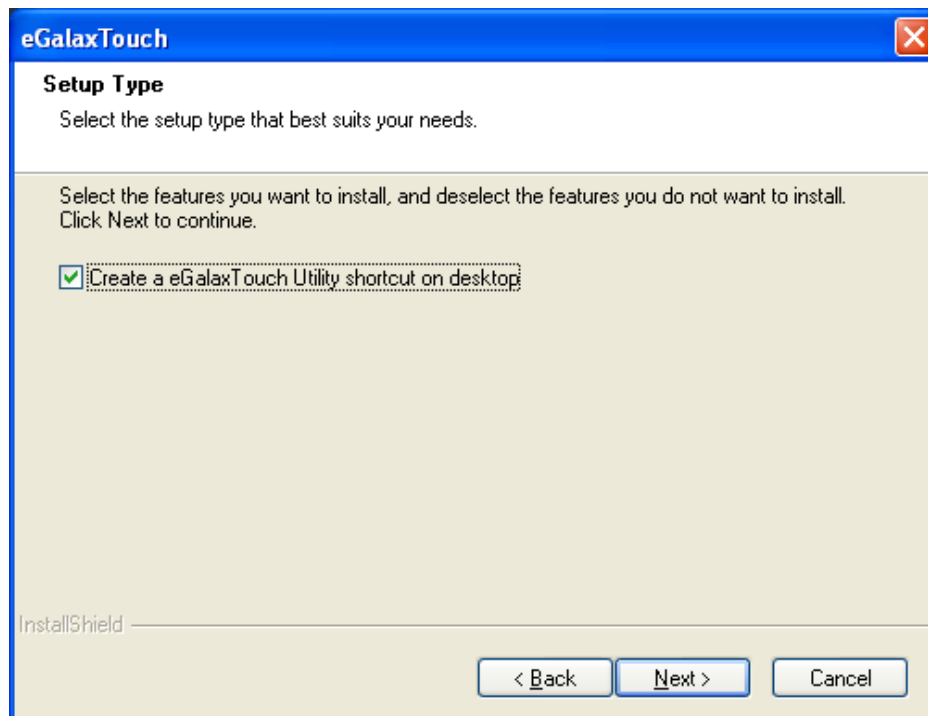 eGalaxTouch
Setup Type
Select the setup type that best suits your needs.
Select the features you want to install, and deselect the features you do not want to install.
Click Next to continue.
Create a eGalaxTouch Utility shortcut on desktop
InstallShield
< Back Next > Cancel